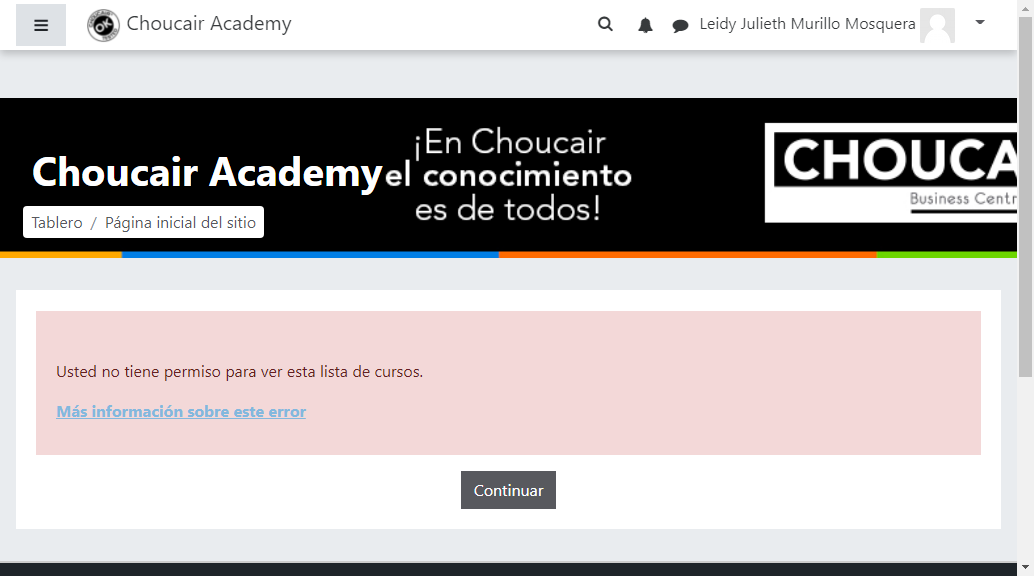 Choucair Academy
Leidy Julieth Murillo Mosquera
¡En Choucair
el conocimiento
es de todos!
Choucair Academy
CHOUCA
Business Centr
Tablero / Página inicial del sitio
Usted no tiene permiso para ver esta lista de cursos.
Más información sobre este error
Continuar